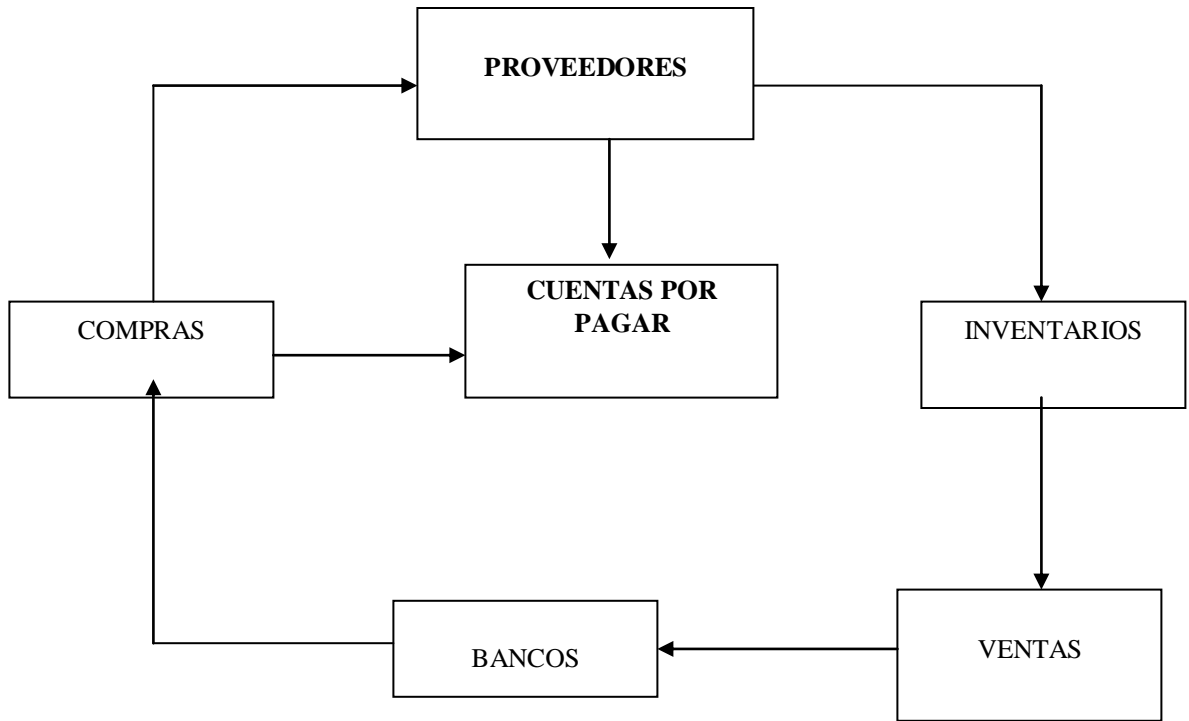 PROVEEDORES
CUENTAS POR
PAGAR
COMPRAS
INVENTARIOS
BANCOS
VENTAS